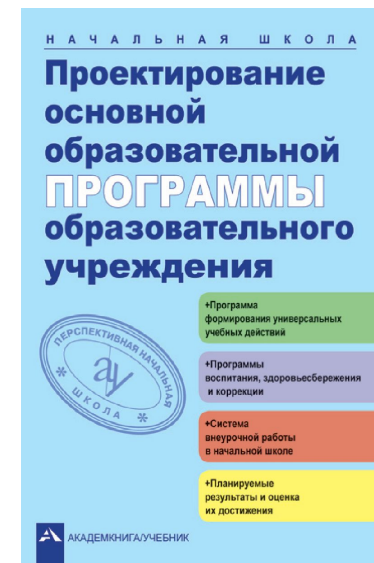 НАЧАЛЬНАЯ ШКОЛА
Проектирование
основной
образовательной
ПРОГРАММЫ
образовательного
учреждения
+Программа
формирования универсальных
учебных действий
+Программы
воспитания, здоровьесбережения
и коррекции
+Система
внеурочной работы
в начальной школе
+Планируемые
результаты и оценка
их достижения
ПЕРСПЕКТИВНАЯ НАЧАЛЬНАЯ
ау
* ШКОЛА *
АКАДЕМКНИГА/УЧЕБНИК